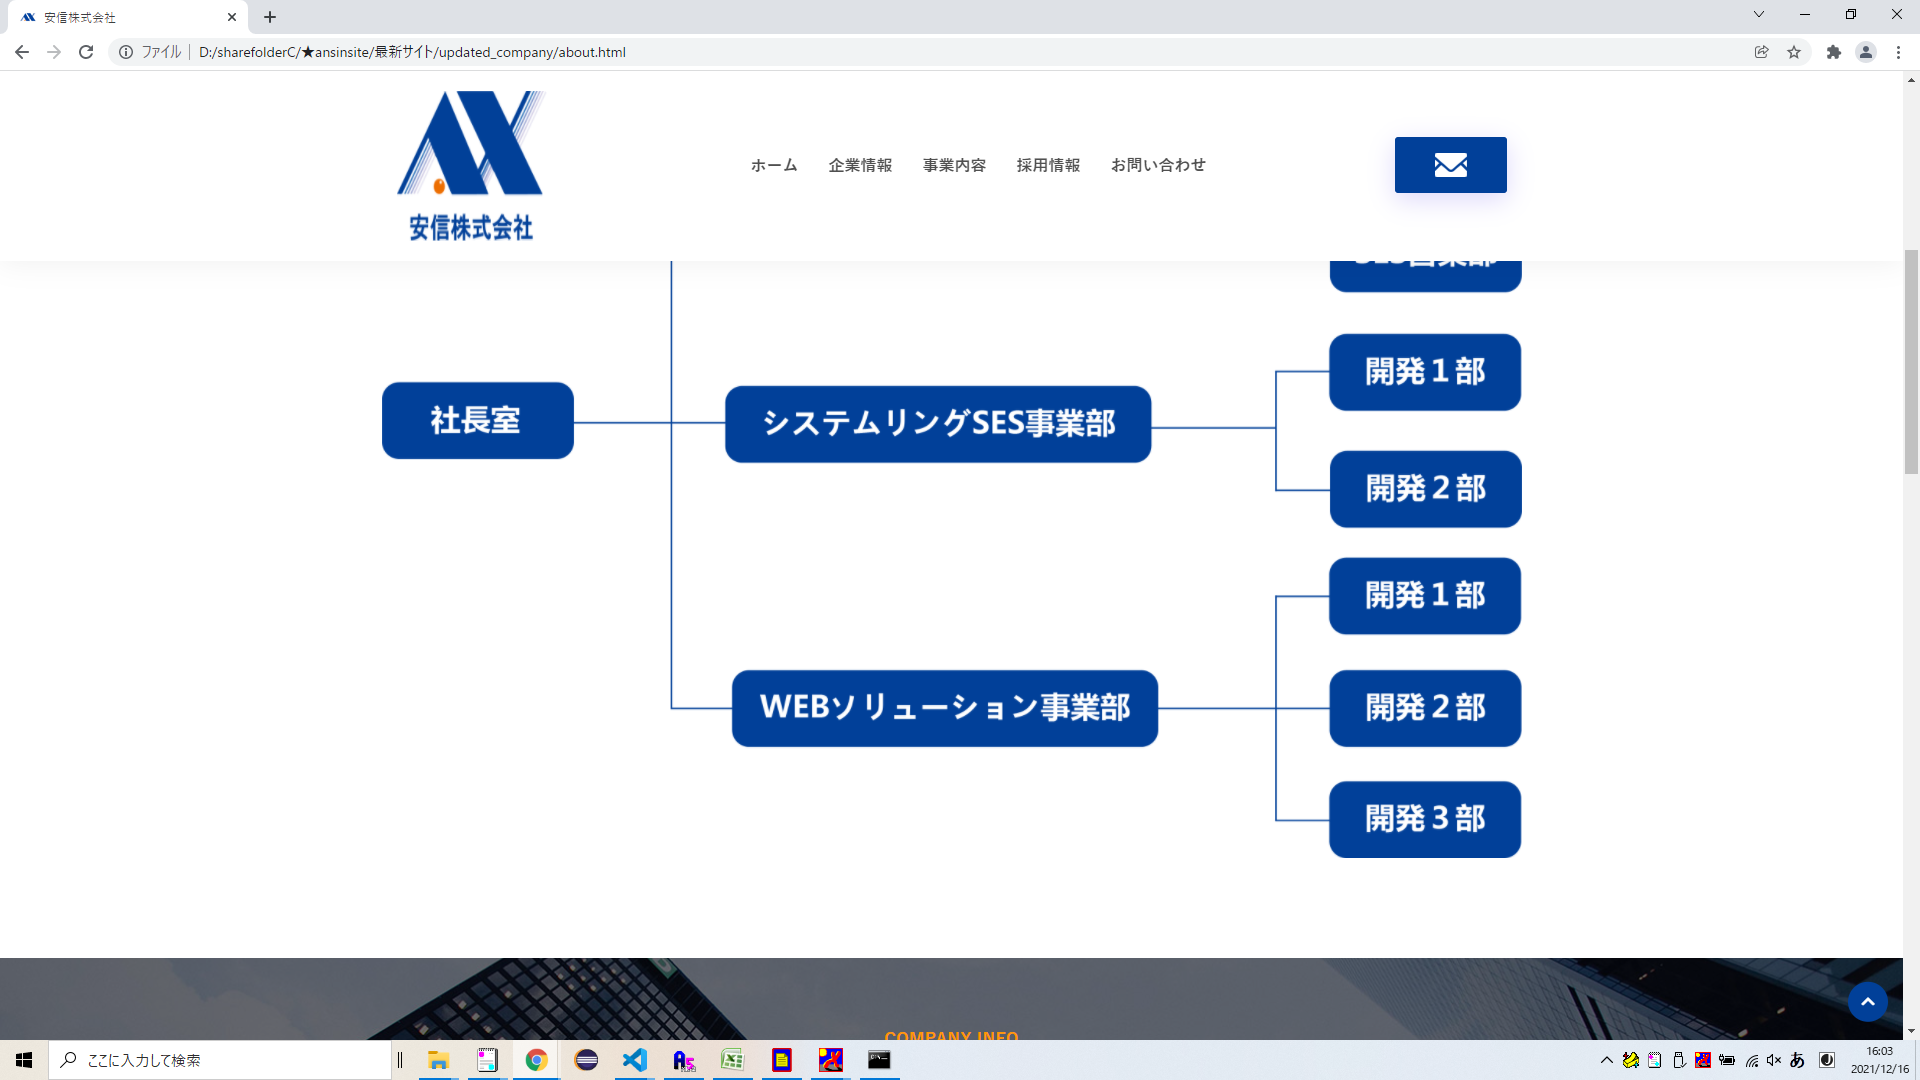 安信株式会社
ファイル
D:/sharefolderC/★ansinsite/最新サイト/updated_company/about.html
安信株式会社
ホーム 企業情報 事業内容 採用情報 お問い合わせ
開発１部
社長室
システムリングSES事業部
開発２部
開発１部
WEBソリューション事業部
開発２部
開発３部
COMPANY INFO
ここに入力して検索
あ
16:03
2021/12/16